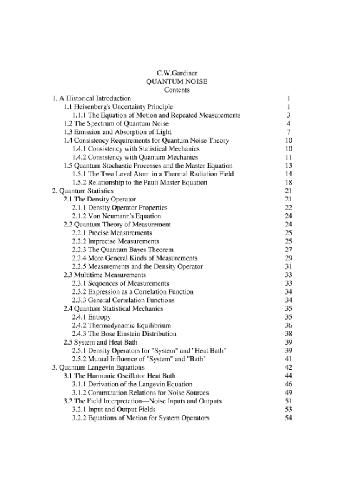 C.W.Gardiner
QUANTUM NOISE
Contents
1. A Historical Introduction 1
1.1 Heisenberg's Uncertainty Principle 1
1.1.1 The Equation of Motion and Repeated Measurements 3
1.2 The Spectrum of Quantum Noise 4
1.3 Emission and Absorption of Light 7
1.4 Consistency Requirements for Quantum Noise Theory 10
1.4.1 Consistency with Statistical Mechanics 10
1.4.2 Consistency with Quantum Mechanics 11
1.5 Quantum Stochastic Processes and the Master Equation 13
1.5.1 The Two Level Atom in a Thermal Radiation Field 14
1.5.2 Relationship to the Pauli Master Equation 18
2. Quantum Statistics 21
2.1 The Density Operator 21
2.1.1 Density Operator Properties 22
2.1.2 Von Neumann's Equation 24
2.2 Quantum Theory of Measurement 24
2.2.1 Precise Measurements 25
2.2.2 Imprecise Measurements 25
2.2.3 The Quantum Bayes Theorem 27
2.2.4 More General Kinds of Measurements 29
2.2.5 Measurements and the Density Operator 31
2.3 Multitime Measurements 33
2.3.1 Sequences of Measurements 33
2.3.2 Expression as a Correlation Function 34
2.3.3 General Correlation Functions 34
2.4 Quantum Statistical Mechanics 35
2.4.1 Entropy 35
2.4.2 Thermodynamic Equilibrium 36
2.4.3 The Bose Einstein Distribution 38
2.5 System and Heat Bath 39
2.5.1 Density Operators for "System" and "Heat Bath" 39
2.5.2 Mutual Influence of "System" and "Bath" 41
3. Quantum Langevin Equations 42
3.1 The Harmonic Oscillator Heat Bath 44
3.1.1 Derivation of the Langevin Equation 46
3.1.2 Commutation Relations for Noise Sources 49
3.2 The Field Interpretation—Noise Inputs and Outputs 51
3.2.1 Input and Output Fields 53
3.2.2 Equations of Motion for System Operators 54